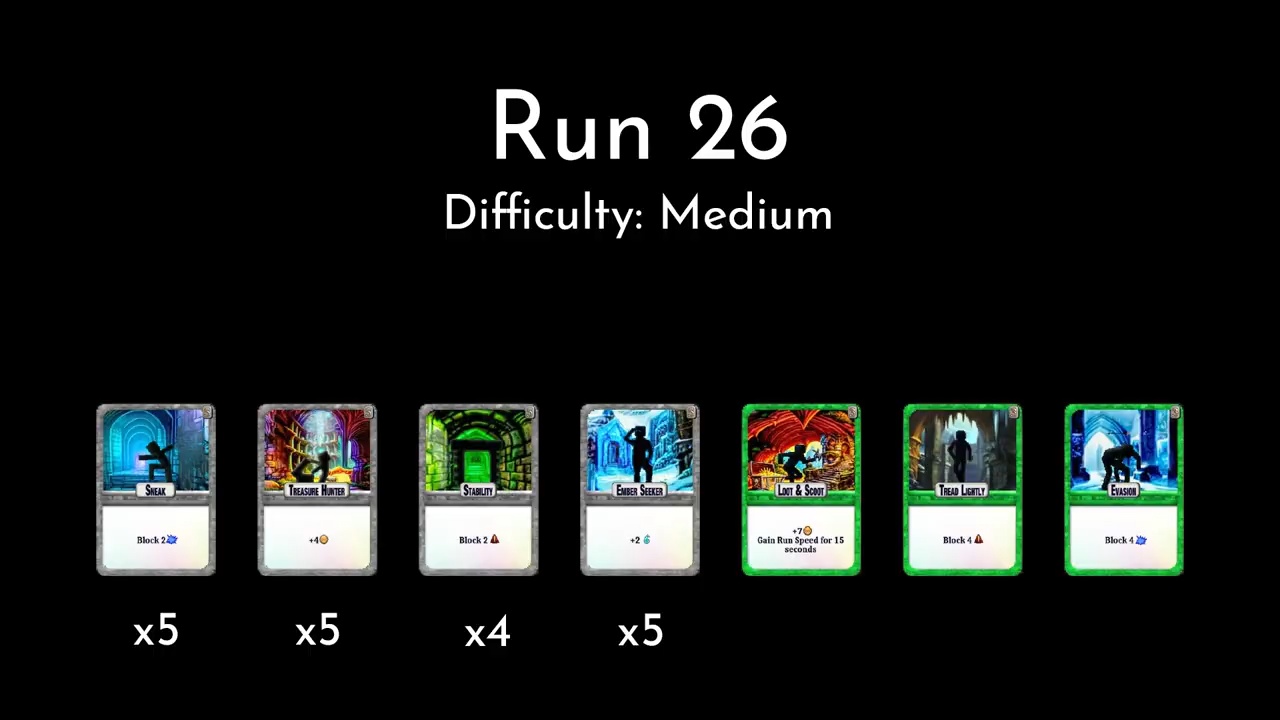 Run 26
Difficulty: Medium
Sneak
Block 2
x5
Treasure Hunter
+4
x5
Stability
Block 2
x4
Ember Seeker
+2
x5
Loot & Scoot
+7
Gain Run Speed for 15
seconds
Tread Lightly
Block 4
Evasion
Block 4